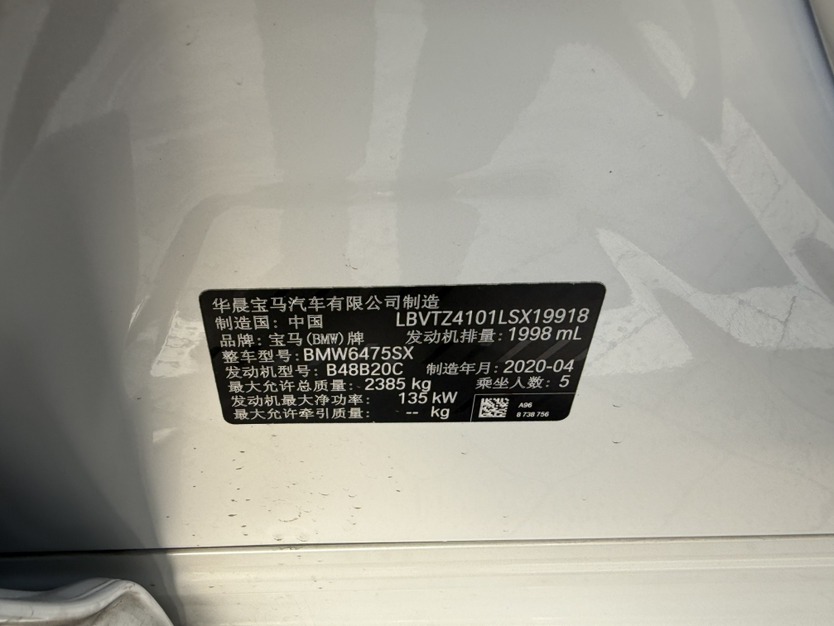 华晨宝马汽车有限公司制造
制造国: 中国 LBVTZ4101LSX19918
品牌: 宝马(BMW)牌 发动机排量: 1998 mL
整车型号: BMW6475SX
发动机型号: B48B20C 制造年月: 2020-04
最大允许总质量: 2385 kg 乘坐人数: 5
发动机最大净功率: 135 kW
最大允许牵引质量: -- kg
A96
8 738 756